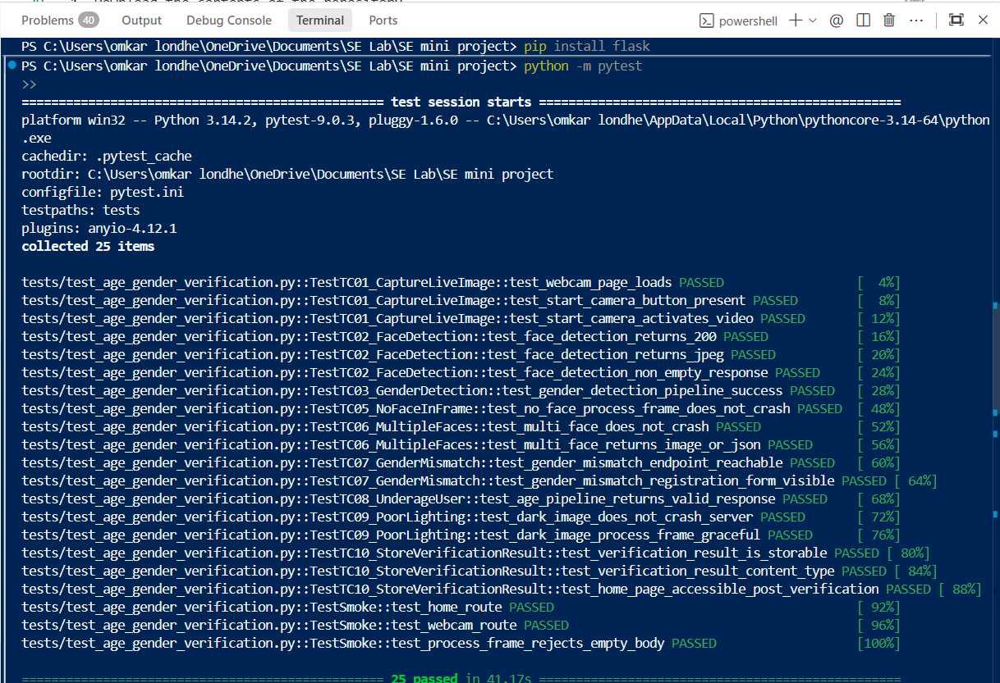 Problems 40 Output Debug Console Terminal Ports powershell
PS C:\Users\omkar londhe\OneDrive\Documents\SE Lab\SE mini project> pip install flask
PS C:\Users\omkar londhe\OneDrive\Documents\SE Lab\SE mini project> python -m pytest
>>
================================================= test session starts =================================================
platform win32 -- Python 3.14.2, pytest-9.0.3, pluggy-1.6.0 -- C:\Users\omkar londhe\AppData\Local\Python\pythoncore-3.14-64\python
.exe
cachedir: .pytest_cache
rootdir: C:\Users\omkar londhe\OneDrive\Documents\SE Lab\SE mini project
configfile: pytest.ini
testpaths: tests
plugins: anyio-4.12.1
collected 25 items
tests/test_age_gender_verification.py::TestTC01_CaptureLiveImage::test_webcam_page_loads PASSED [  4%]
tests/test_age_gender_verification.py::TestTC01_CaptureLiveImage::test_start_camera_button_present PASSED [  8%]
tests/test_age_gender_verification.py::TestTC01_CaptureLiveImage::test_start_camera_activates_video PASSED [ 12%]
tests/test_age_gender_verification.py::TestTC02_FaceDetection::test_face_detection_returns_200 PASSED [ 16%]
tests/test_age_gender_verification.py::TestTC02_FaceDetection::test_face_detection_returns_jpeg PASSED [ 20%]
tests/test_age_gender_verification.py::TestTC02_FaceDetection::test_face_detection_non_empty_response PASSED [ 24%]
tests/test_age_gender_verification.py::TestTC03_GenderDetection::test_gender_detection_pipeline_success PASSED [ 28%]
tests/test_age_gender_verification.py::TestTC05_NoFaceInFrame::test_no_face_process_frame_does_not_crash PASSED [ 48%]
tests/test_age_gender_verification.py::TestTC06_MultipleFaces::test_multi_face_does_not_crash PASSED [ 52%]
tests/test_age_gender_verification.py::TestTC06_MultipleFaces::test_multi_face_returns_image_or_json PASSED [ 56%]
tests/test_age_gender_verification.py::TestTC07_GenderMismatch::test_gender_mismatch_endpoint_reachable PASSED [ 60%]
tests/test_age_gender_verification.py::TestTC07_GenderMismatch::test_gender_mismatch_registration_form_visible PASSED [ 64%]
tests/test_age_gender_verification.py::TestTC08_UnderageUser::test_age_pipeline_returns_valid_response PASSED [ 68%]
tests/test_age_gender_verification.py::TestTC09_PoorLighting::test_dark_image_does_not_crash_server PASSED [ 72%]
tests/test_age_gender_verification.py::TestTC09_PoorLighting::test_dark_image_process_frame_graceful PASSED [ 76%]
tests/test_age_gender_verification.py::TestTC10_StoreVerificationResult::test_verification_result_is_storable PASSED [ 80%]
tests/test_age_gender_verification.py::TestTC10_StoreVerificationResult::test_verification_result_content_type PASSED [ 84%]
tests/test_age_gender_verification.py::TestTC10_StoreVerificationResult::test_home_page_accessible_post_verification PASSED [ 88%]
tests/test_age_gender_verification.py::TestSmoke::test_home_route PASSED [ 92%]
tests/test_age_gender_verification.py::TestSmoke::test_webcam_route PASSED [ 96%]
tests/test_age_gender_verification.py::TestSmoke::test_process_frame_rejects_empty_body PASSED [100%]
================================================= 25 passed in 41.17s =================================================